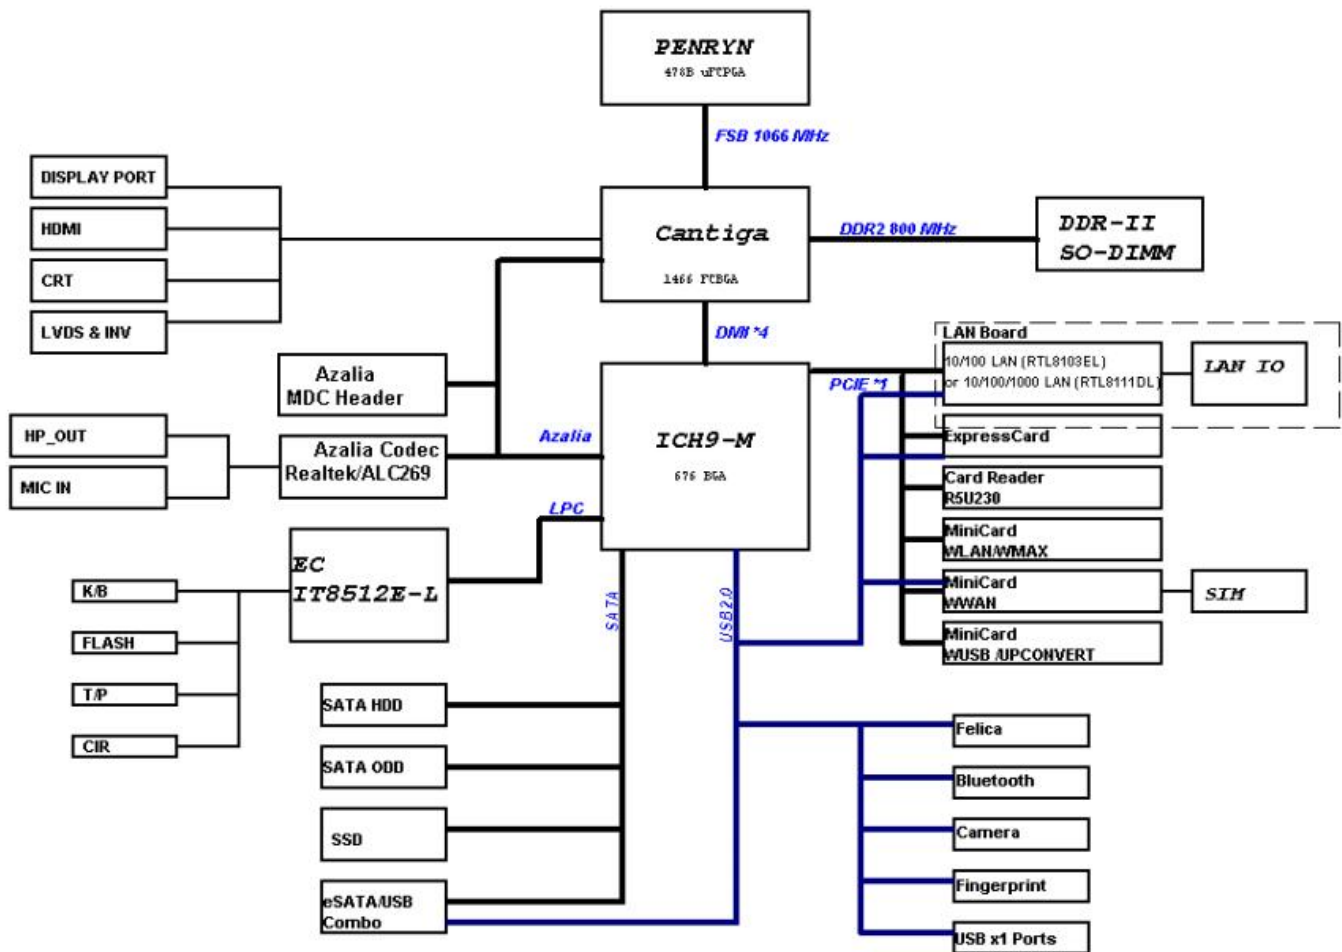 PENRYN
478B uFCPGA
FSB 1066 MHz
DISPLAY PORT
HDMI
CRT
LVDS & INV
Cantiga
1466 FCBGA
DDR2 800 MHz
DDR-II
SO-DIMM
DMI *4
LAN Board
10/100 LAN (RTL8103EL)
or 10/100/1000 LAN (RTL8111DL)
LAN IO
PCIE *1
Azalia
MDC Header
HP_OUT
MIC IN
Azalia Codec
Realtek/ALC269
Azalia
ICH9-M
676 BGA
ExpressCard
Card Reader
R5U230
MiniCard
WLAN/WMAX
MiniCard
WWAN
SIM
MiniCard
WUSB /UPCONVERT
LPC
EC
IT8512E-L
K/B
FLASH
T/P
CIR
SATA
USB2.0
SATA HDD
SATA ODD
SSD
eSATA/USB
Combo
Felica
Bluetooth
Camera
Fingerprint
USB x1 Ports